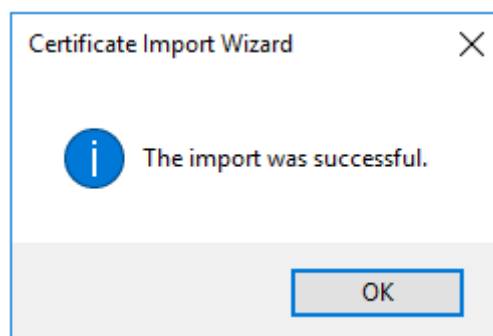 Certificate Import Wizard
The import was successful.
OK